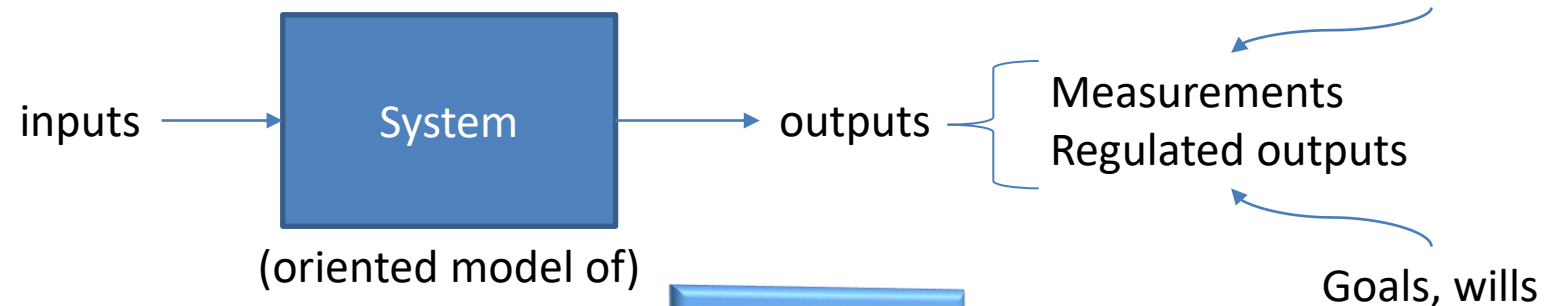 inputs
System
outputs
Measurements
Regulated outputs
(oriented model of)
Goals, wills